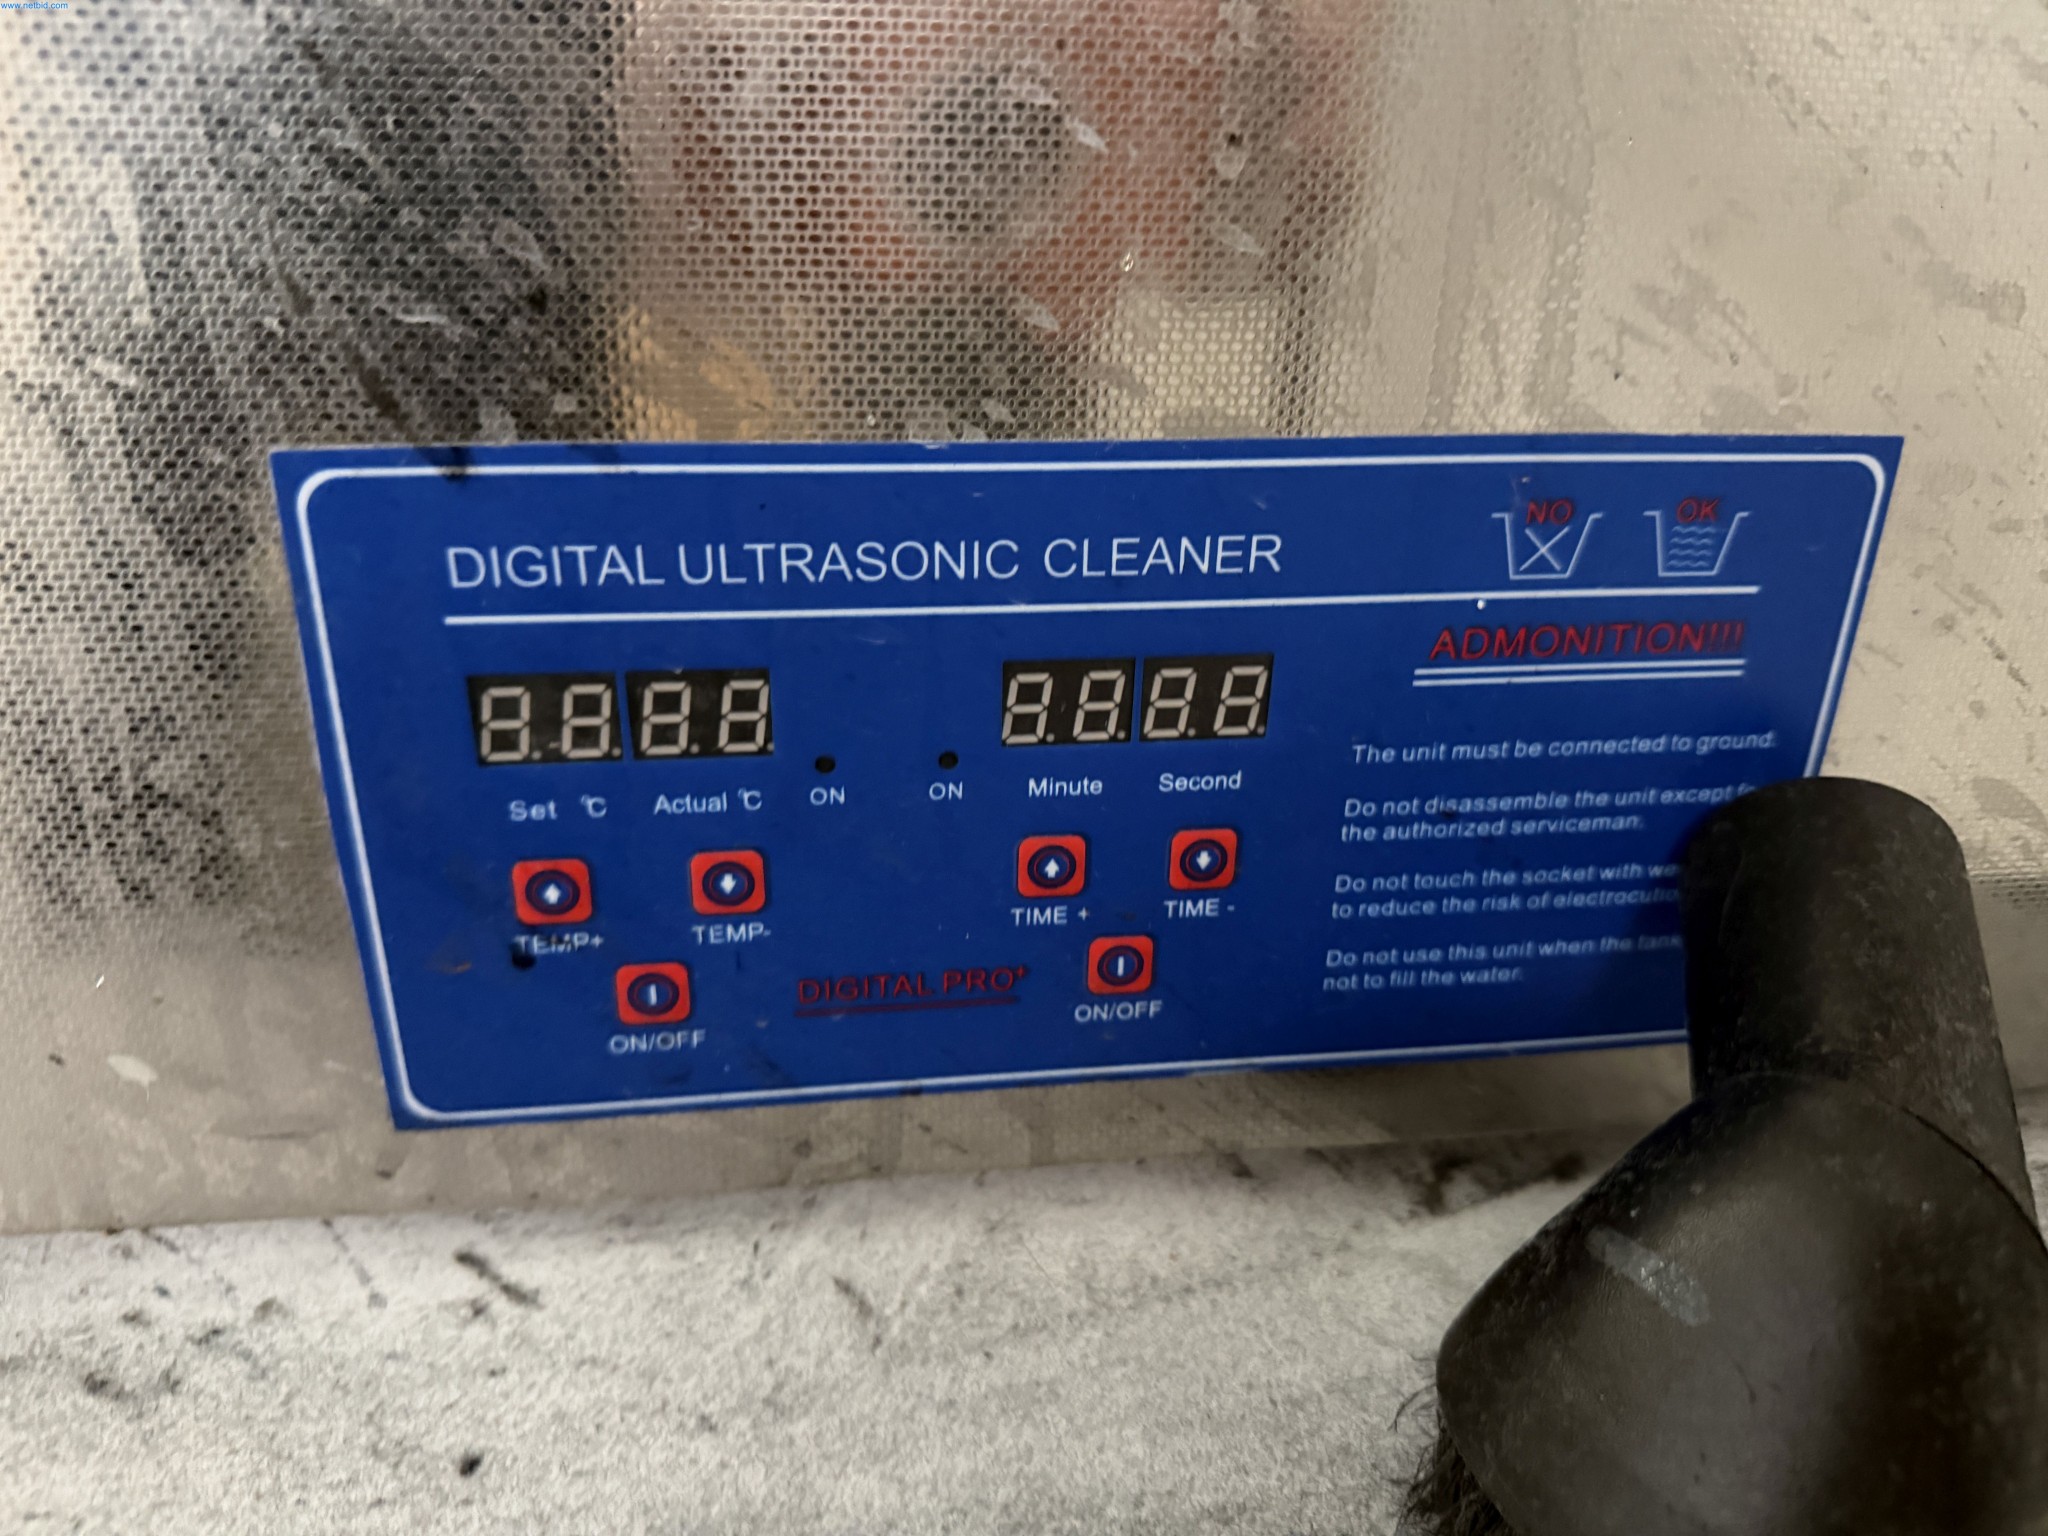 www.netbid.com
DIGITAL ULTRASONIC CLEANER
NO OK
ADMONITION!!!
Set °C Actual °C ON ON Minute Second
TEMP+ TEMP- TIME + TIME -
ON/OFF DIGITAL PRO+ ON/OFF
The unit must be connected to ground.
Do not disassemble the unit except
the authorized serviceman.
Do not touch the socket with
to reduce the risk of
Do not use this unit when the tank
not to fill the water.